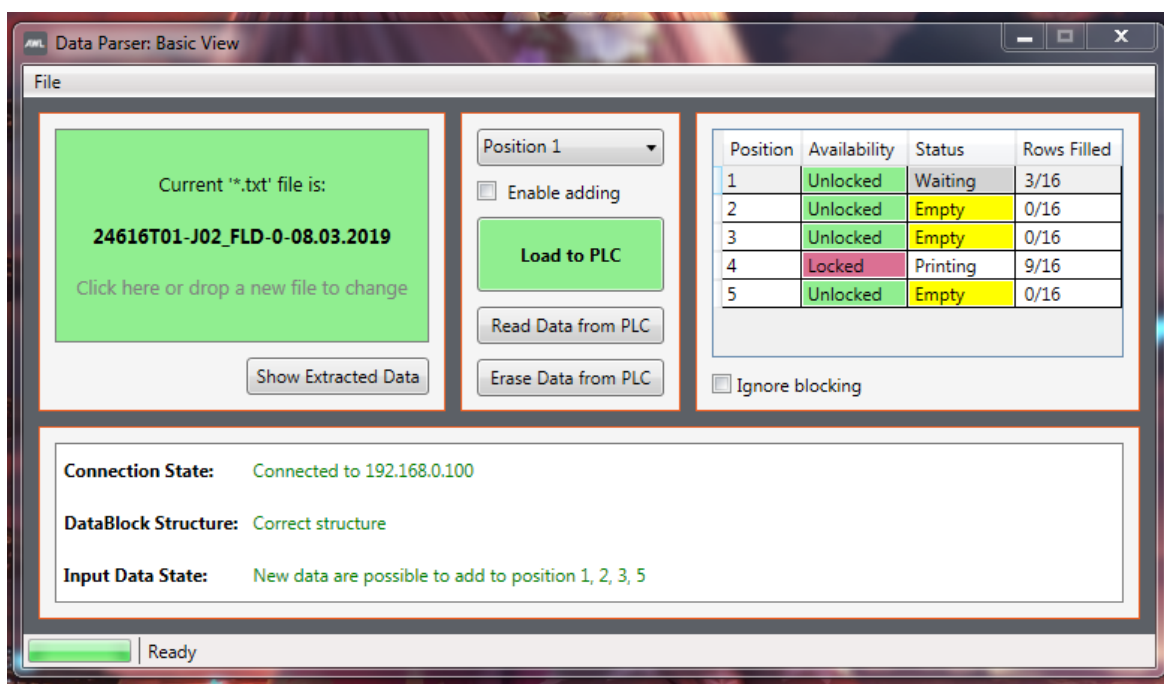 AWL Data Parser: Basic View
File
Current '*.txt' file is:
24616T01-J02_FLD-0-08.03.2019
Click here or drop a new file to change
Show Extracted Data
Position 1
Enable adding
Load to PLC
Read Data from PLC
Erase Data from PLC
Position Availability Status Rows Filled
1 Unlocked Waiting 3/16
2 Unlocked Empty 0/16
3 Unlocked Empty 0/16
4 Locked Printing 9/16
5 Unlocked Empty 0/16
Ignore blocking
Connection State: Connected to 192.168.0.100
DataBlock Structure: Correct structure
Input Data State: New data are possible to add to position 1, 2, 3, 5
Ready